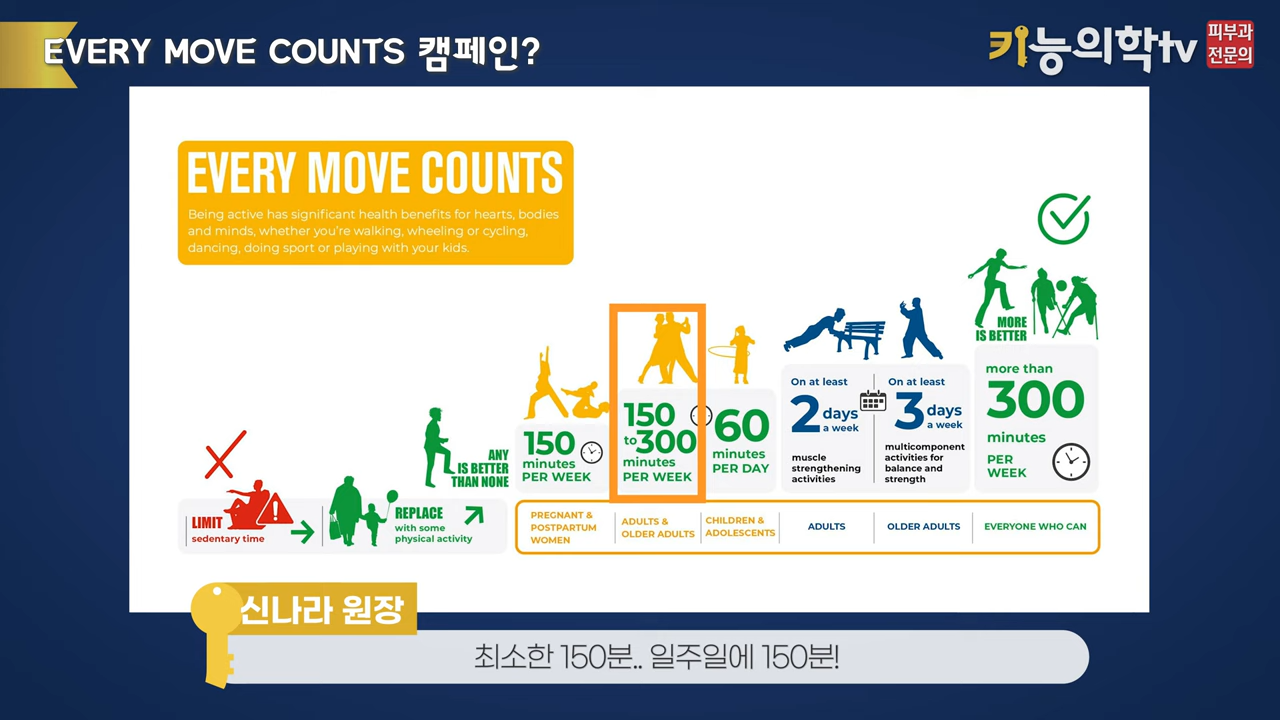 EVERY MOVE COUNTS 캠페인?
키능의학tv
피부과
전문의
EVERY MOVE COUNTS
Being active has significant health benefits for hearts, bodies
and minds, whether you're walking, wheeling or cycling,
dancing, doing sport or playing with your kids.
LIMIT
sedentary time
REPLACE
with some
physical activity
ANY
IS BETTER
THAN NONE
150
minutes
PER WEEK
150
to300
minutes
PER WEEK
60
minutes
PER DAY
On at least
2 days
a week
muscle
strengthening
activities
On at least
3 days
a week
multicomponent
activities for
balance and
strength
MORE
IS BETTER
more than
300
minutes
PER
WEEK
PREGNANT &
POSTPARTUM
WOMEN
ADULTS &
OLDER ADULTS
CHILDREN &
ADOLESCENTS
ADULTS
OLDER ADULTS
EVERYONE WHO CAN
신나라 원장
최소한 150분.. 일주일에 150분!